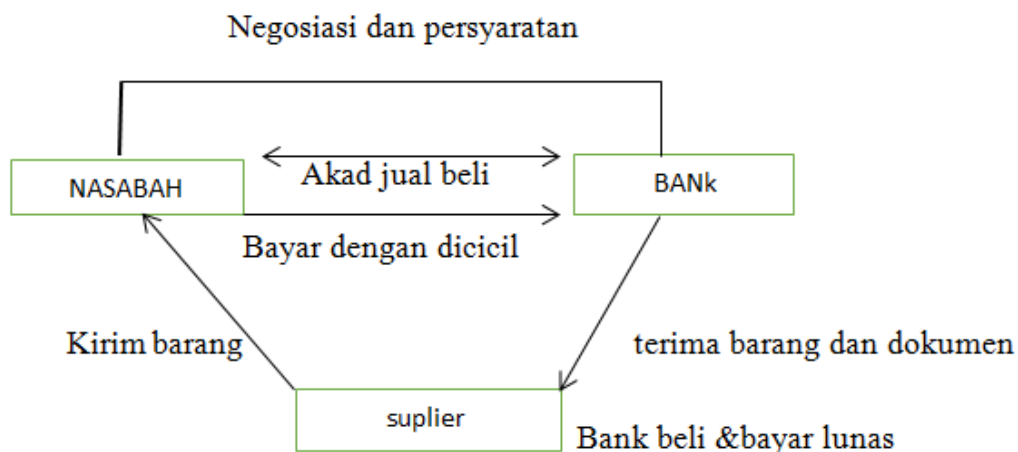 Negosiasi dan persyaratan
NASABAH
Akad jual beli
BANk
Bayar dengan dicicil
Kirim barang
terima barang dan dokumen
suplier
Bank beli &bayar lunas